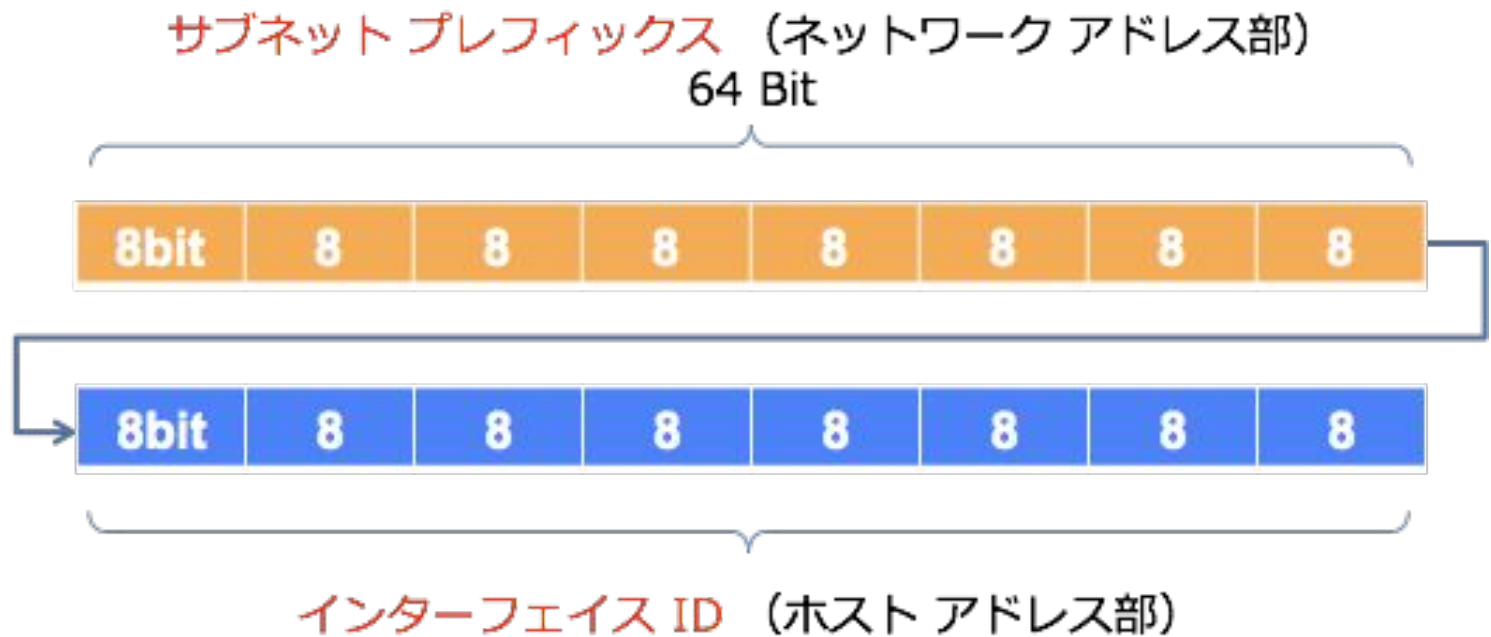 サブネット プレフィックス （ネットワーク アドレス部）
64 Bit
8bit 8 8 8 8 8 8 8
8bit 8 8 8 8 8 8 8
インターフェイス ID （ホスト アドレス部）